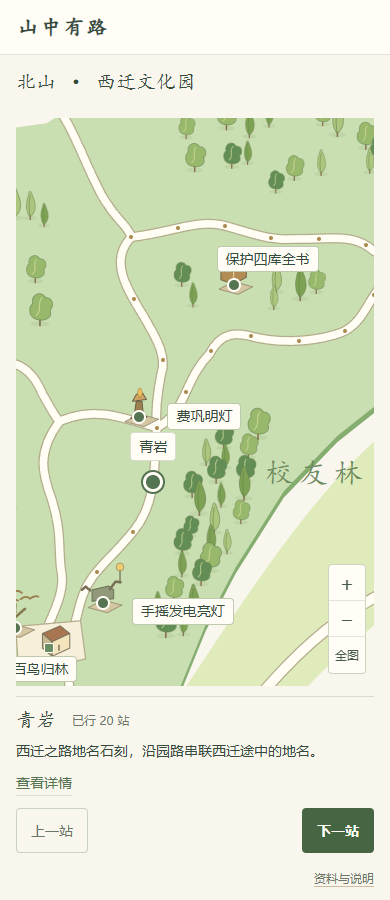 山中有路
北山 • 西迁文化园
保护四库全书
费巩明灯
青岩
校友林
手摇发电亮灯
百鸟归林
+
−
全图
青岩 已行 20 站
西迁之路地名石刻，沿园路串联西迁途中的地名。
查看详情
上一站
下一站
资料与说明